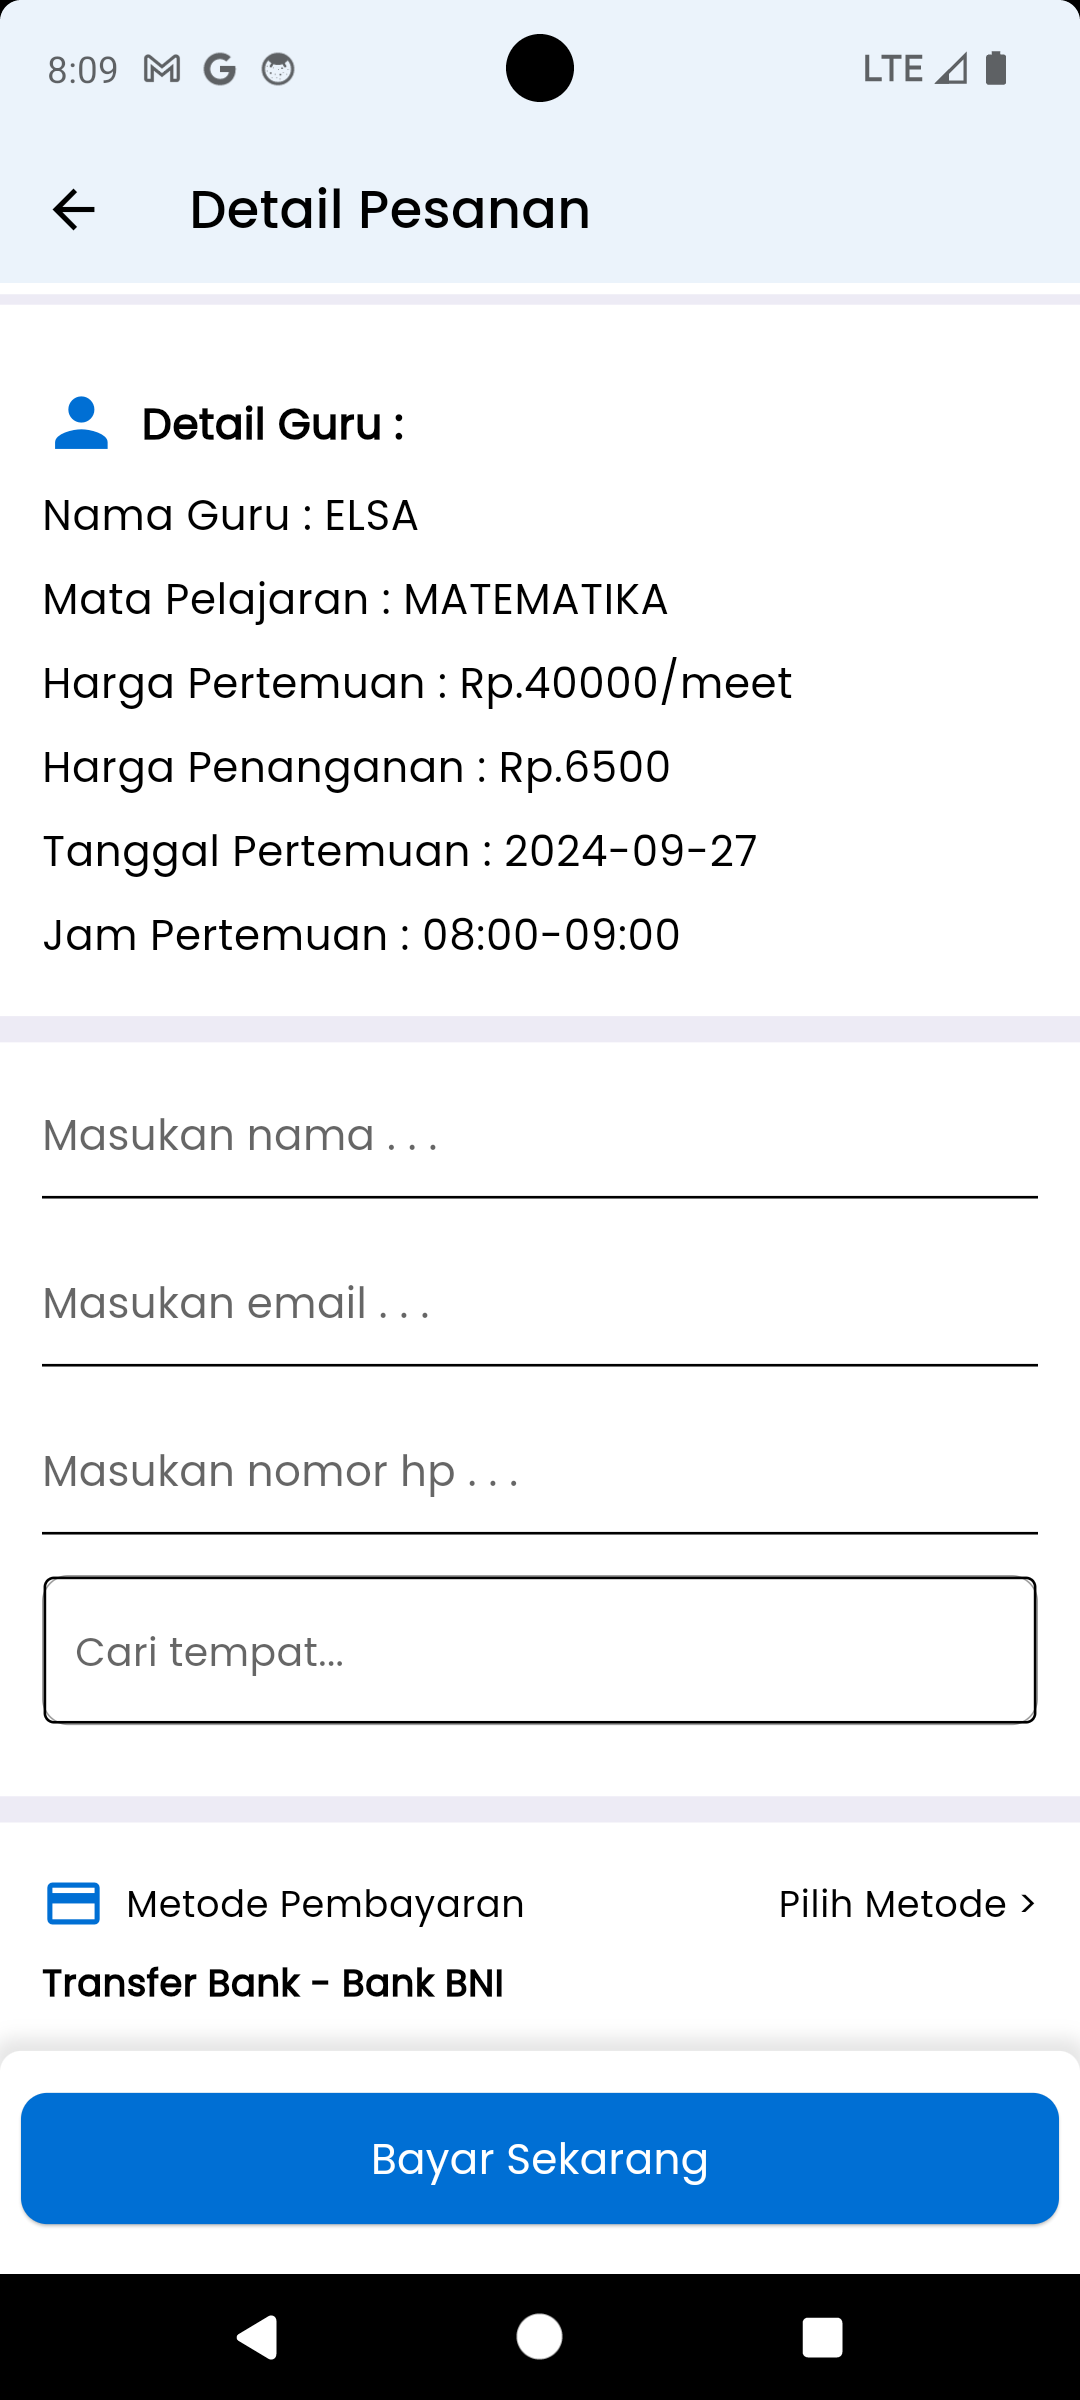 8:09
LTE
Detail Pesanan
Detail Guru :
Nama Guru : ELSA
Mata Pelajaran : MATEMATIKA
Harga Pertemuan : Rp.40000/meet
Harga Penanganan : Rp.6500
Tanggal Pertemuan : 2024-09-27
Jam Pertemuan : 08:00-09:00
Masukan nama . . .
Masukan email . . .
Masukan nomor hp . . .
Cari tempat...
Metode Pembayaran Pilih Metode >
Transfer Bank - Bank BNI
Bayar Sekarang